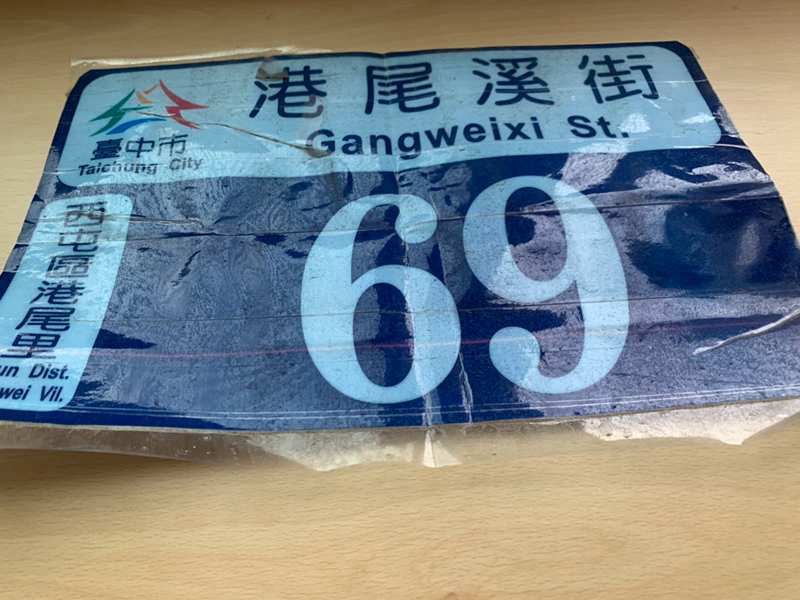 港尾溪街
Gangweixi St.
臺中市
Taichung City
69
西屯區港尾里
un Dist.
wei Vil.